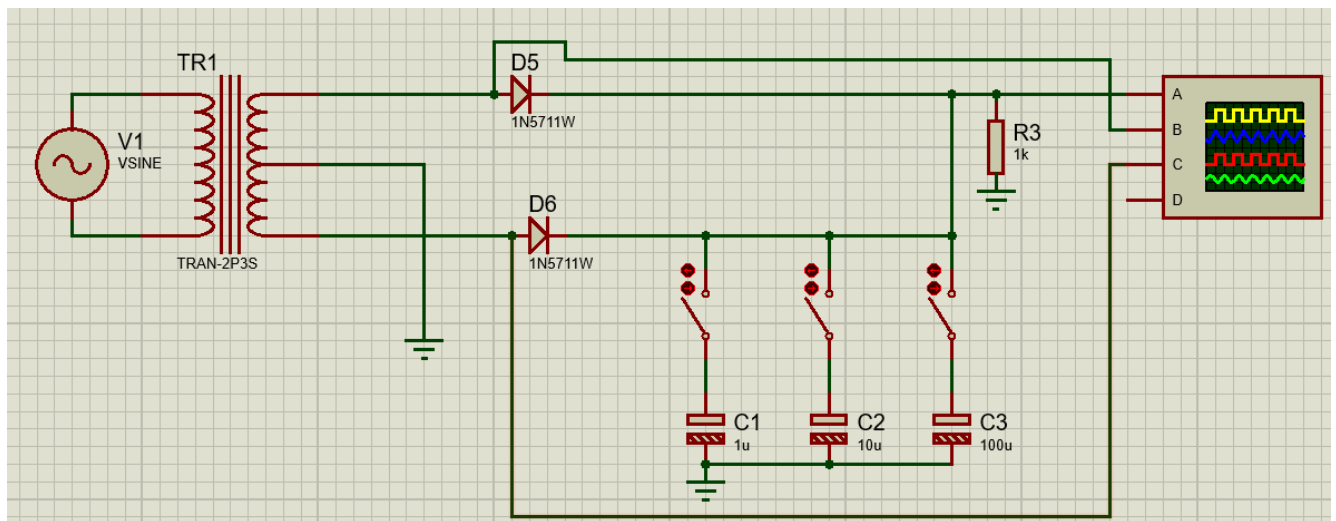 TR1
TRAN-2P3S
V1
VSINE
D5
1N5711W
D6
1N5711W
R3
1k
C1
1u
C2
10u
C3
100u
A
B
C
D